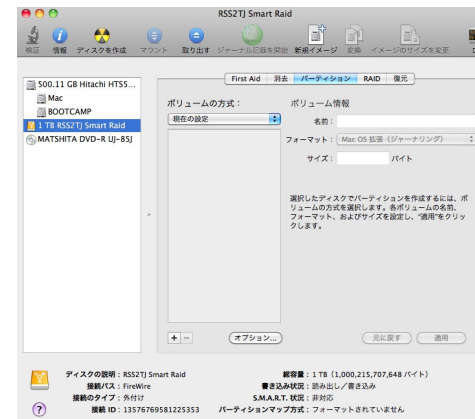 RSS2TJ Smart Raid
検証 情報 ディスクを作成 マウント 取り出す ジャーナル記録を開始 新規イメージ 変換 イメージのサイズを変更
500.11 GB Hitachi HTS5...
Mac
BOOTCAMP
1 TB RSS2TJ Smart Raid
MATSHITA DVD-R UJ-85J
First Aid 消去 パーティション RAID 復元
ボリュームの方式：
現在の設定
ボリューム情報
名前：
フォーマット： Mac OS 拡張（ジャーナリング）
サイズ： バイト
選択したディスクでパーティションを作成するには、ボ
リュームの方式を選択します。各ボリュームの名前、
フォーマット、およびサイズを設定し、“適用”をクリッ
クします。
+ - オプション... 元に戻す 適用
ディスクの説明：RSS2TJ Smart Raid
接続バス：FireWire
接続のタイプ：外付け
接続 ID：13576769581225353
総容量：1 TB（1,000,215,707,648 バイト）
書き込み状況：読み出し／書き込み
S.M.A.R.T. 状況：非対応
パーティションマップ方式：フォーマットされていません
?